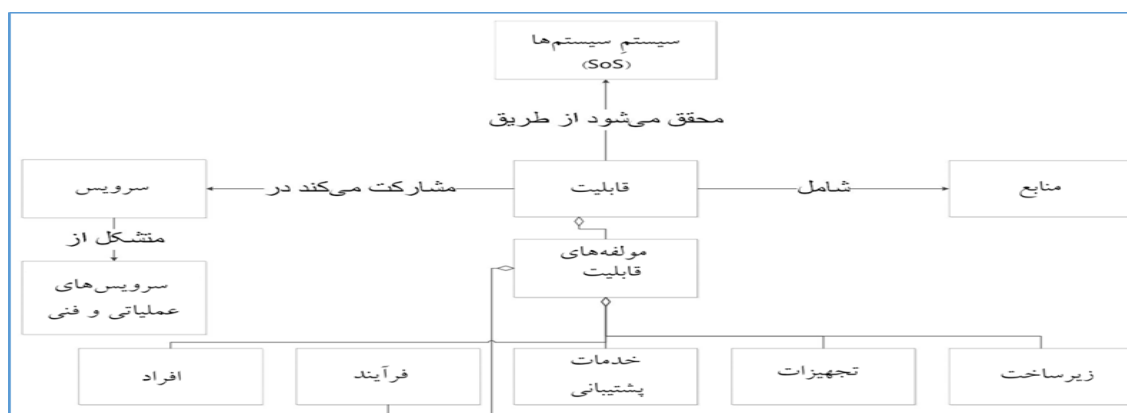 سیستمِ سیستم‌ها
(SoS)
محقق می‌شود از طریق
سرویس
مشارکت می‌کند در
قابلیت
شامل
منابع
متشکل از
مولفه‌های
قابلیت
سرویس‌های
عملیاتی و فنی
افراد
فرآیند
خدمات
پشتیبانی
تجهیزات
زیرساخت